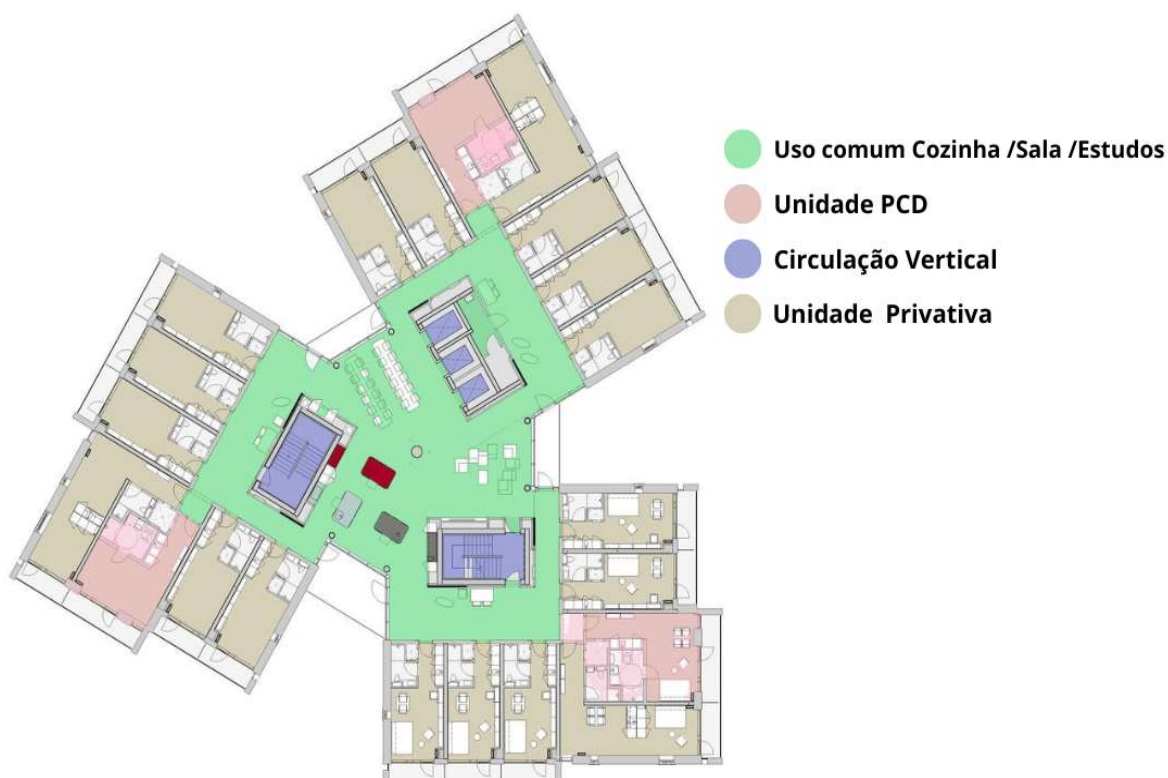 Uso comum Cozinha /Sala /Estudos
Unidade PCD
Circulação Vertical
Unidade Privativa